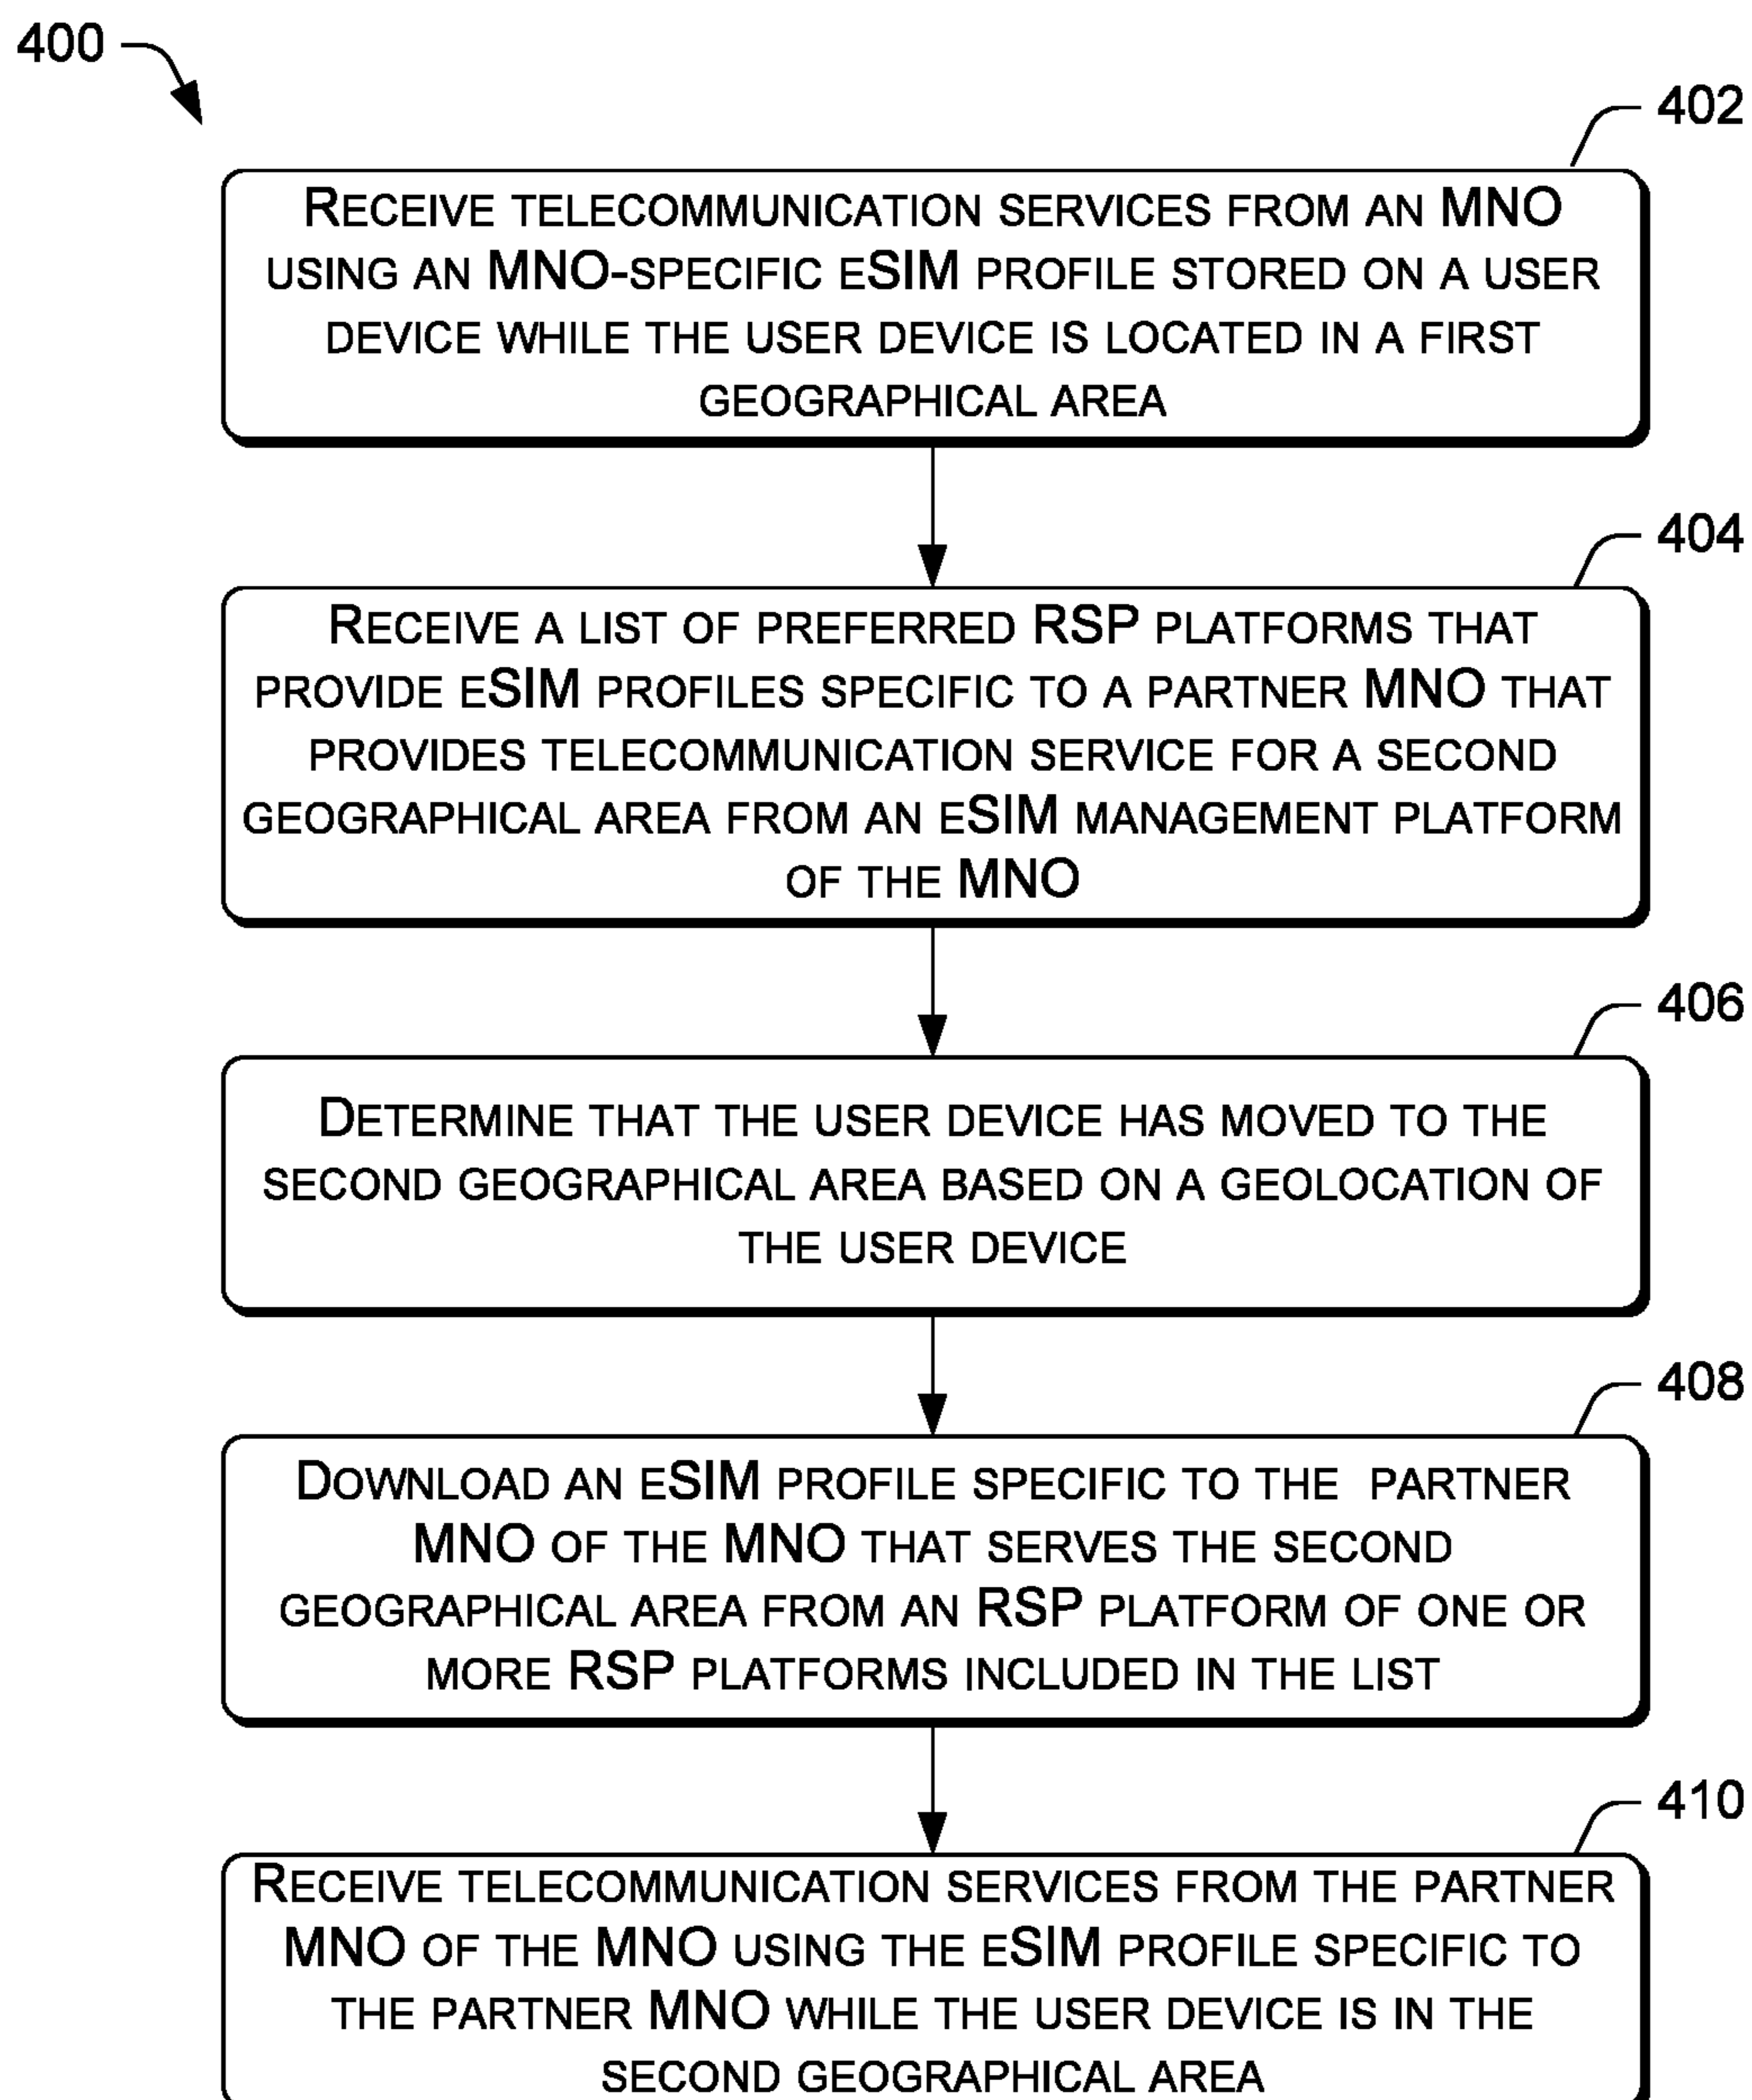 400
402
RECEIVE TELECOMMUNICATION SERVICES FROM AN MNO
USING AN MNO-SPECIFIC ESIM PROFILE STORED ON A USER
DEVICE WHILE THE USER DEVICE IS LOCATED IN A FIRST
GEOGRAPHICAL AREA
404
RECEIVE A LIST OF PREFERRED RSP PLATFORMS THAT
PROVIDE ESIM PROFILES SPECIFIC TO A PARTNER MNO THAT
PROVIDES TELECOMMUNICATION SERVICE FOR A SECOND
GEOGRAPHICAL AREA FROM AN ESIM MANAGEMENT PLATFORM
OF THE MNO
406
DETERMINE THAT THE USER DEVICE HAS MOVED TO THE
SECOND GEOGRAPHICAL AREA BASED ON A GEOLOCATION OF
THE USER DEVICE
408
DOWNLOAD AN ESIM PROFILE SPECIFIC TO THE PARTNER
MNO OF THE MNO THAT SERVES THE SECOND
GEOGRAPHICAL AREA FROM AN RSP PLATFORM OF ONE OR
MORE RSP PLATFORMS INCLUDED IN THE LIST
410
RECEIVE TELECOMMUNICATION SERVICES FROM THE PARTNER
MNO OF THE MNO USING THE ESIM PROFILE SPECIFIC TO
THE PARTNER MNO WHILE THE USER DEVICE IS IN THE
SECOND GEOGRAPHICAL AREA